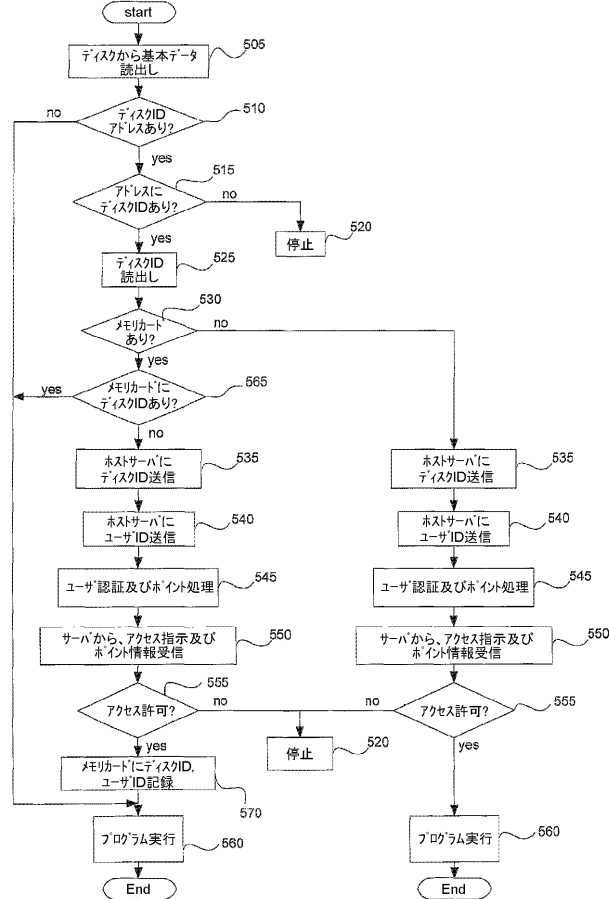 start
ディスクから基本データ
読出し
505
ディスクID
アドレスあり?
510
no
yes
アドレスに
ディスクIDあり?
515
no
停止
520
yes
ディスクID
読出し
525
メモリカード
あり?
530
no
yes
メモリカードに
ディスクIDあり?
565
yes
no
ホストサーバに
ディスクID送信
535
ホストサーバに
ディスクID送信
535
ホストサーバに
ユーザID送信
540
ホストサーバに
ユーザID送信
540
ユーザ認証及びポイント処理
545
ユーザ認証及びポイント処理
545
サーバから、アクセス指示及び
ポイント情報受信
550
サーバから、アクセス指示及び
ポイント情報受信
550
アクセス許可?
555
no
no
アクセス許可?
555
停止
520
yes
yes
メモリカードにディスクID,
ユーザID記録
570
プログラム実行
560
プログラム実行
560
End
End